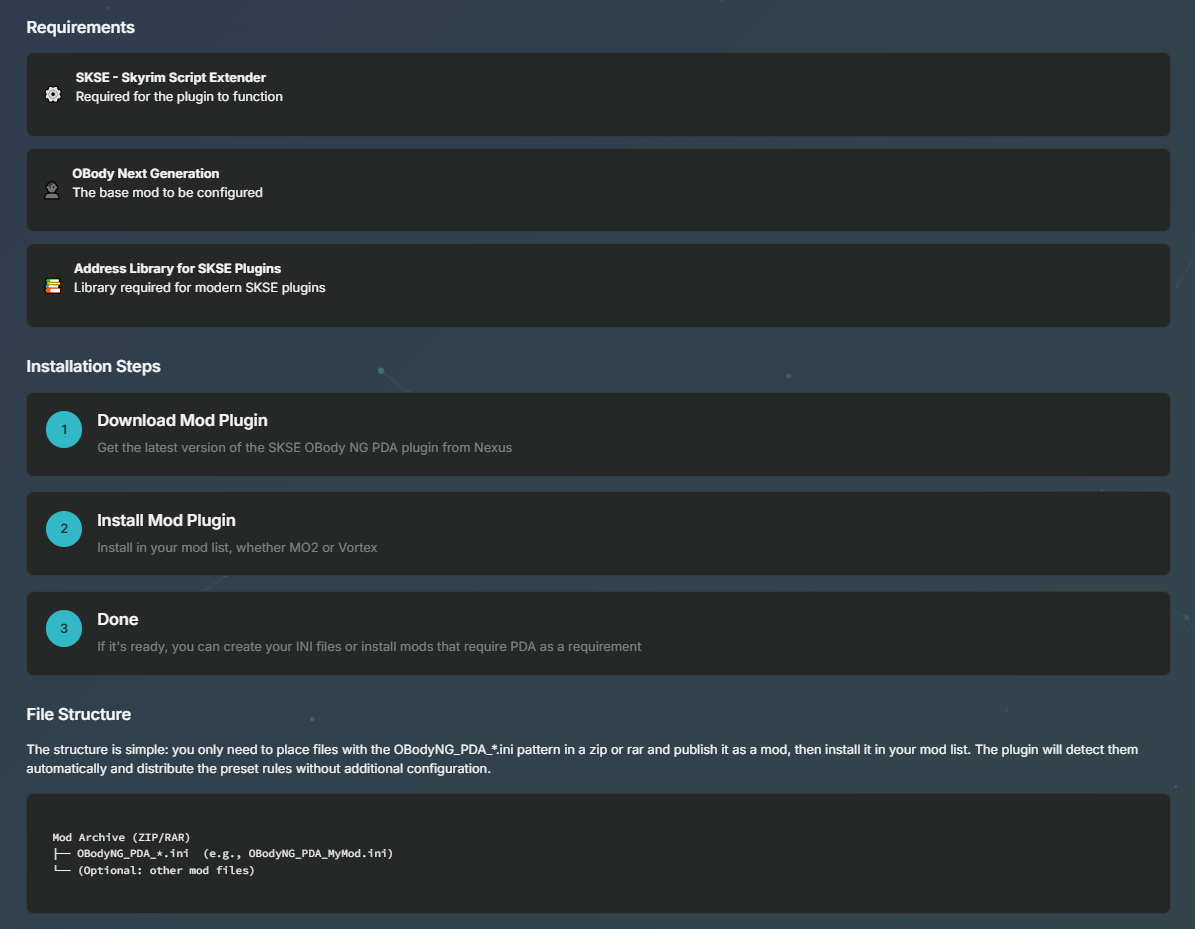 Requirements
SKSE - Skyrim Script Extender
Required for the plugin to function
OBody Next Generation
The base mod to be configured
Address Library for SKSE Plugins
Library required for modern SKSE plugins
Installation Steps
1
Download Mod Plugin
Get the latest version of the SKSE OBody NG PDA plugin from Nexus
2
Install Mod Plugin
Install in your mod list, whether MO2 or Vortex
3
Done
If it's ready, you can create your INI files or install mods that require PDA as a requirement
File Structure
The structure is simple: you only need to place files with the OBodyNG_PDA_*.ini pattern in a zip or rar and publish it as a mod, then install it in your mod list. The plugin will detect them
automatically and distribute the preset rules without additional configuration.
Mod Archive (ZIP/RAR)
├── OBodyNG_PDA_*.ini  (e.g., OBodyNG_PDA_MyMod.ini)
└── (Optional: other mod files)